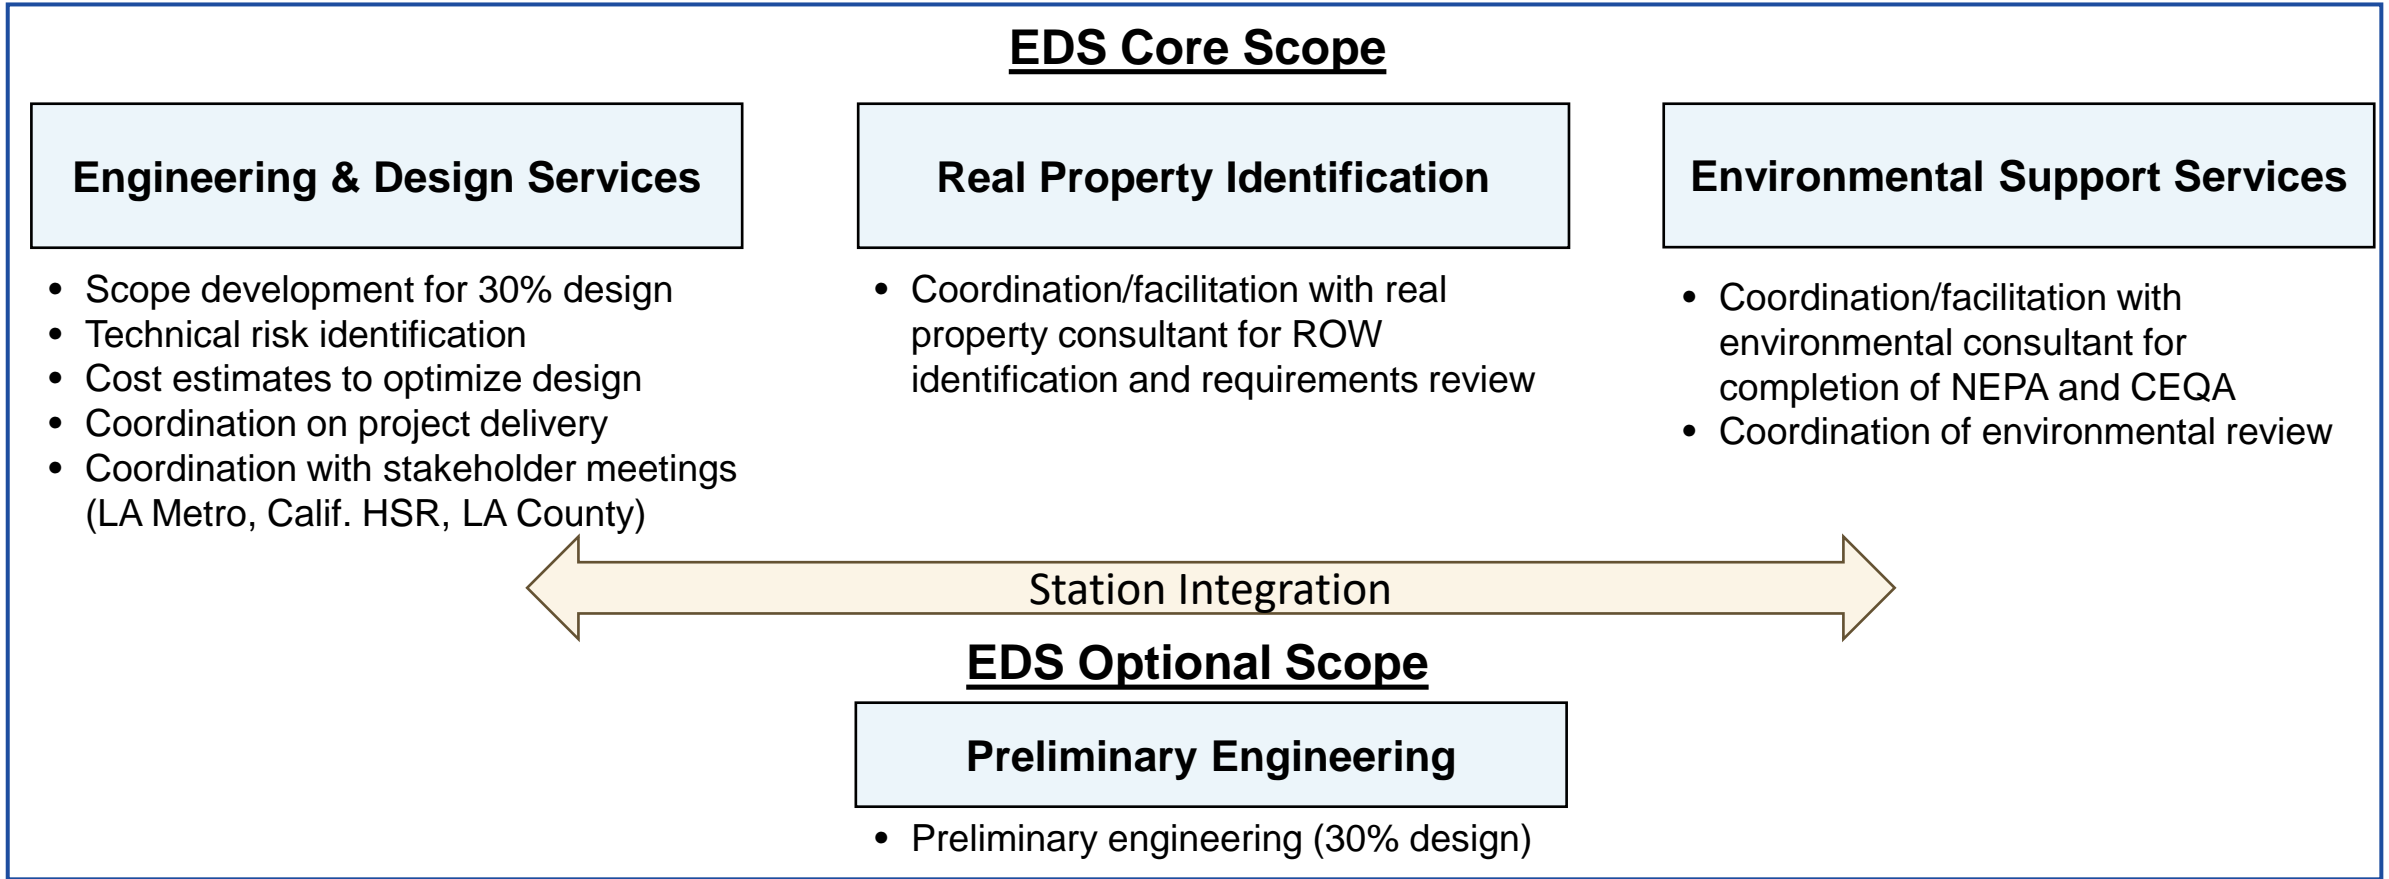 EDS Core Scope
Engineering & Design Services
• Scope development for 30% design
• Technical risk identification
• Cost estimates to optimize design
• Coordination on project delivery
• Coordination with stakeholder meetings
(LA Metro, Calif. HSR, LA County)
Real Property Identification
• Coordination/facilitation with real
property consultant for ROW
identification and requirements review
Environmental Support Services
• Coordination/facilitation with
environmental consultant for
completion of NEPA and CEQA
• Coordination of environmental review
Station Integration
EDS Optional Scope
Preliminary Engineering
• Preliminary engineering (30% design)